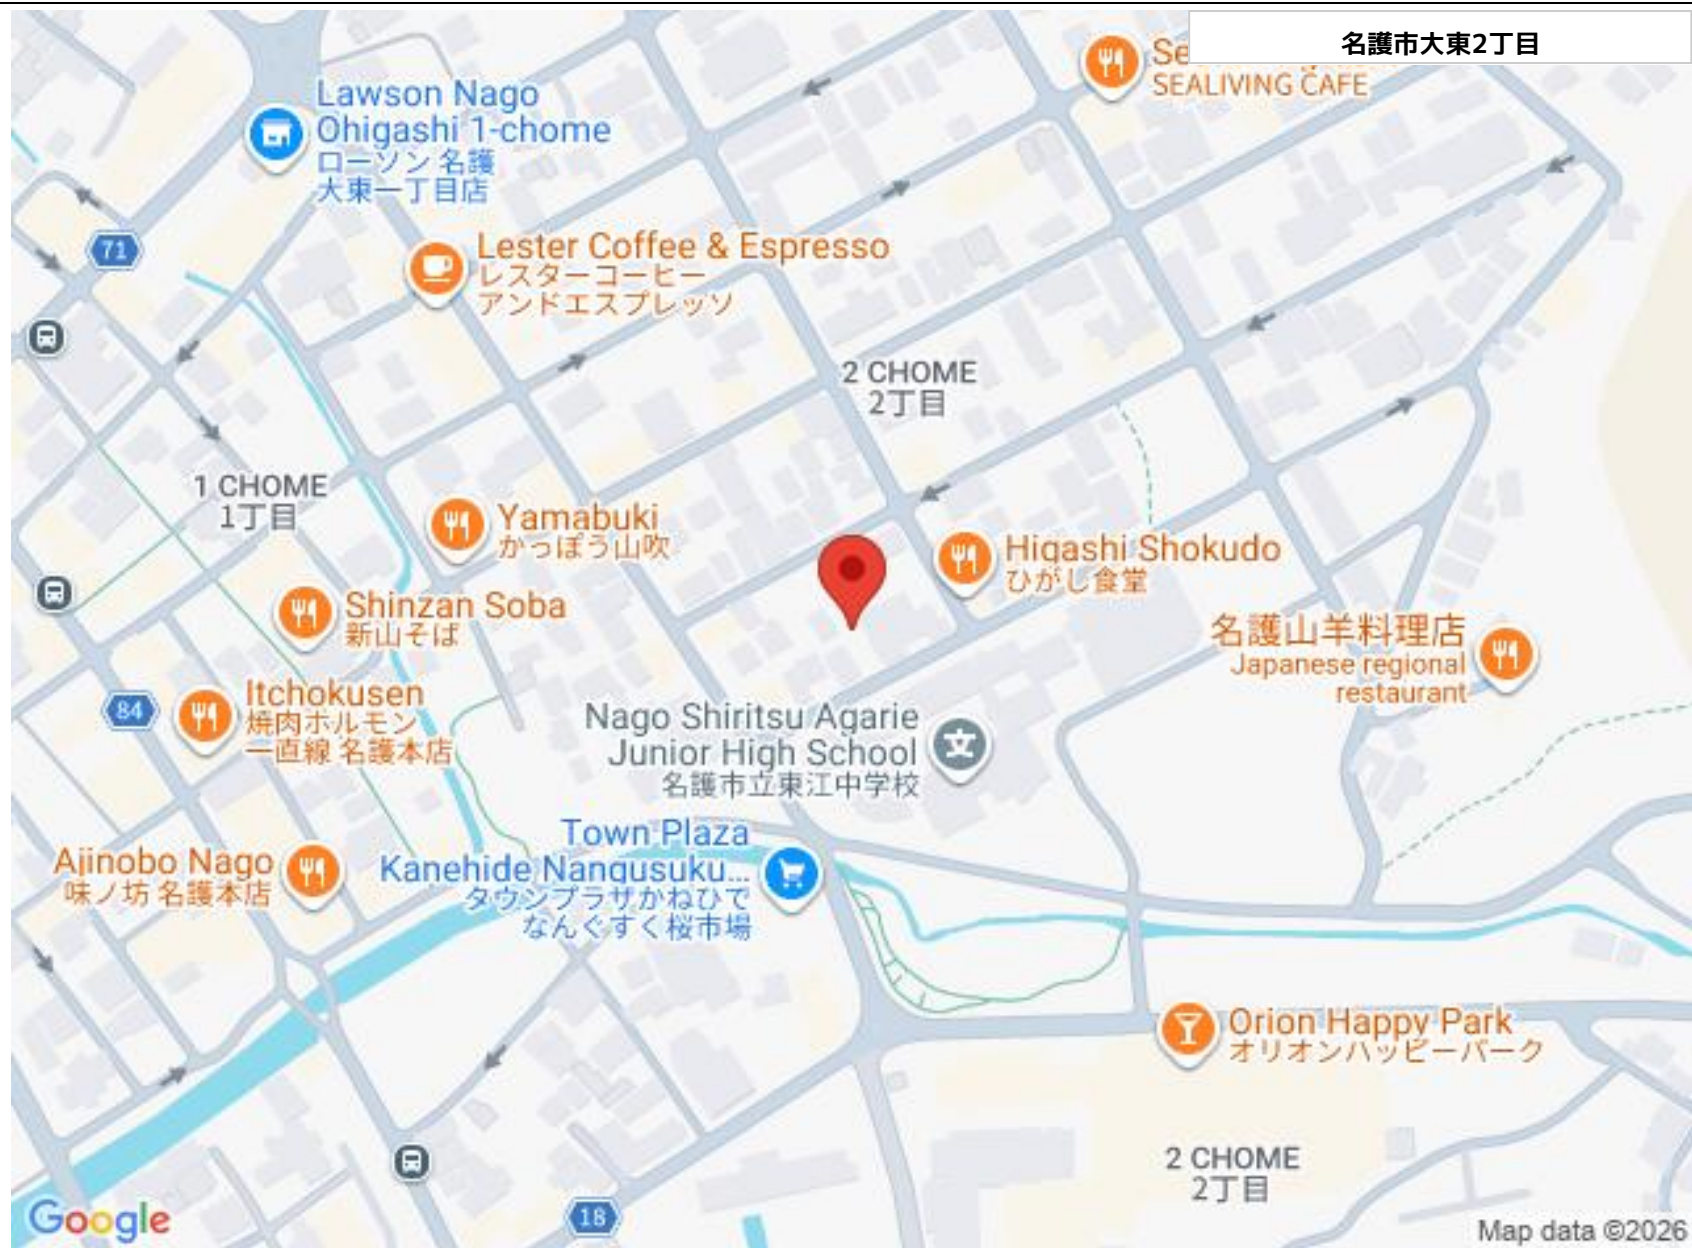 名護市大東2丁目
Se
SEALIVING CAFE
Lawson Nago
Ohigashi 1-chome
ローソン 名護
大東一丁目店
71
Lester Coffee & Espresso
レスターコーヒー
アンドエスプレッソ
2 CHOME
2丁目
1 CHOME
1丁目
Yamabuki
かっぽう山吹
Higashi Shokudo
ひがし食堂
Shinzan Soba
新山そば
名護山羊料理店
Japanese regional
restaurant
84
Itchokusen
焼肉ホルモン
一直線 名護本店
Nago Shiritsu Agarie
Junior High School
名護市立東江中学校
Town Plaza
Kanehide Nangusuku...
タウンプラザかねひで
なんぐすく桜市場
Ajinobo Nago
味ノ坊 名護本店
Orion Happy Park
オリオンハッピーパーク
2 CHOME
2丁目
18
Google
Map data ©2026